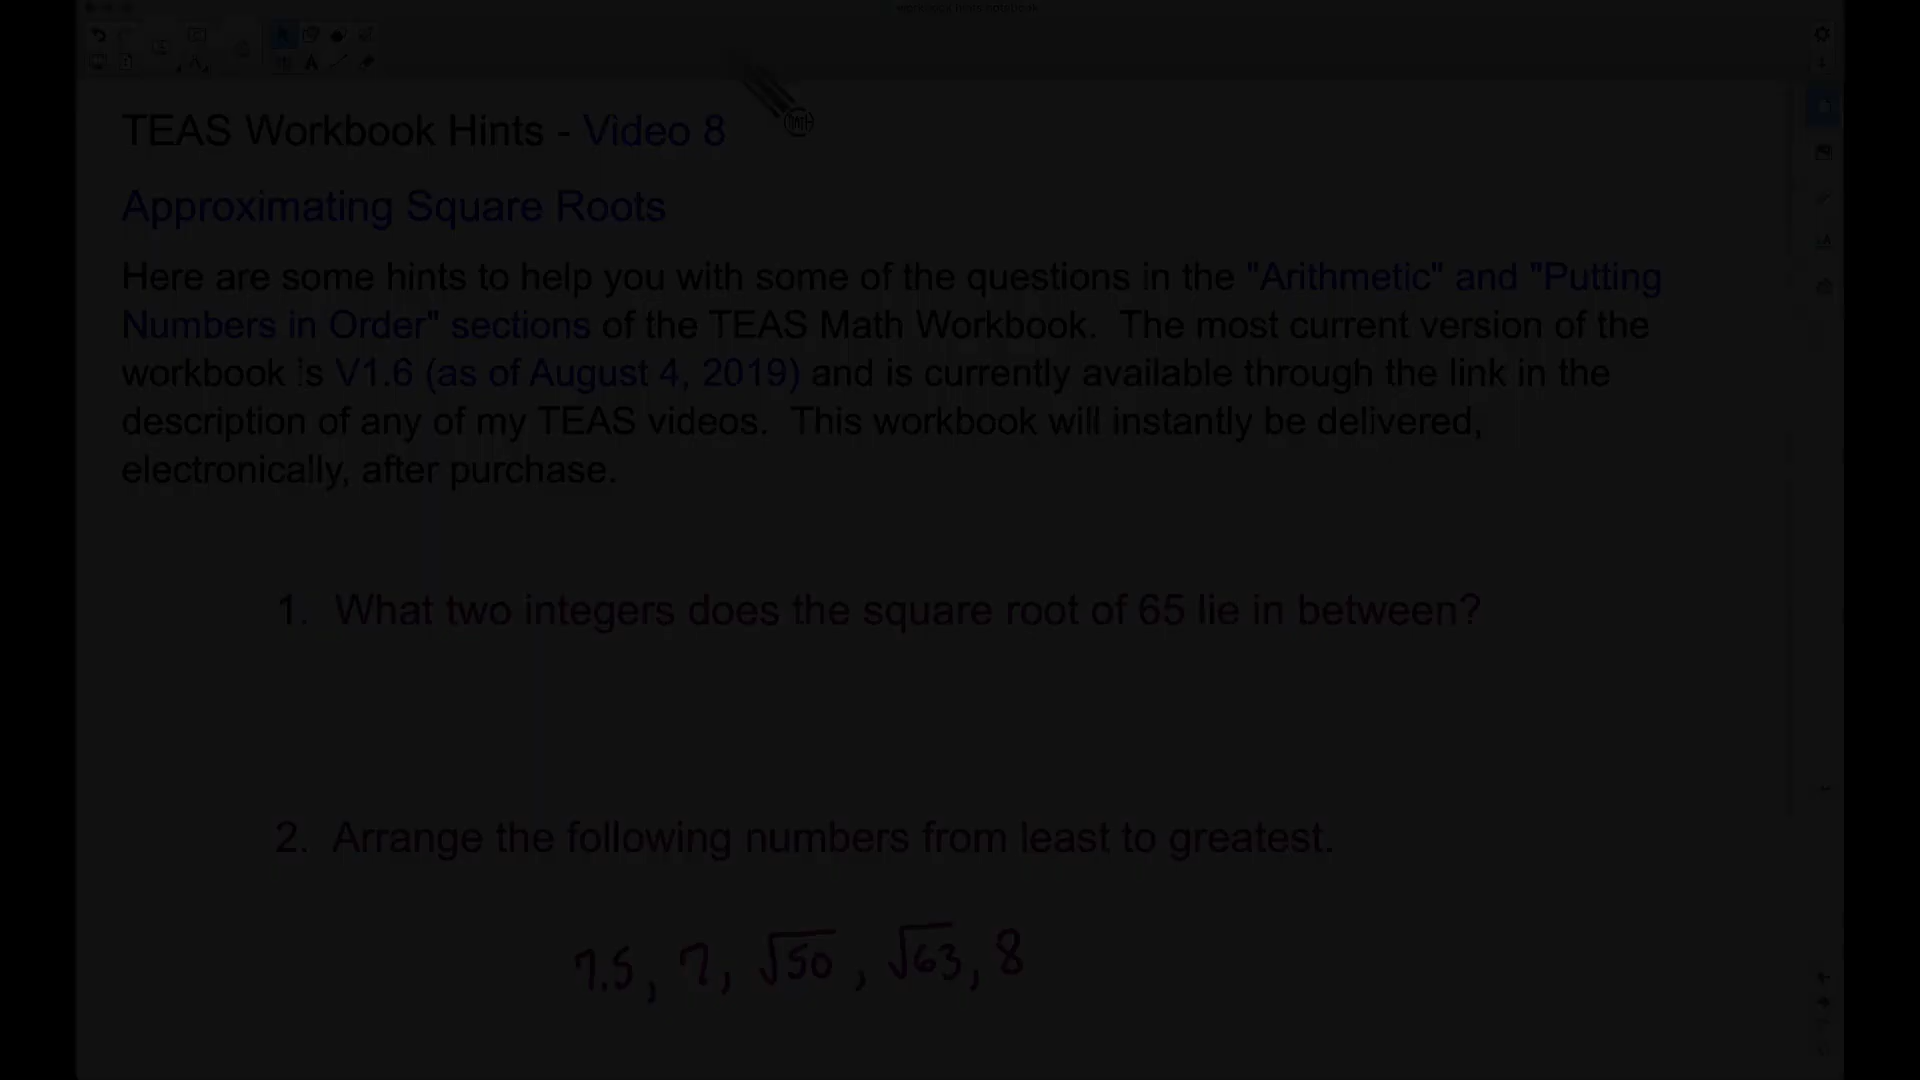 TEAS Workbook Hints - Video 8
Approximating Square Roots
Here are some hints to help you with some of the questions in the "Arithmetic" and "Putting
Numbers in Order" sections of the TEAS Math Workbook. The most current version of the
workbook is V1.6 (as of August 4, 2019) and is currently available through the link in the
description of any of my TEAS videos. This workbook will instantly be delivered,
electronically, after purchase.
1. What two integers does the square root of 65 lie in between?
2. Arrange the following numbers from least to greatest.
7.5, 7, √50, √63, 8